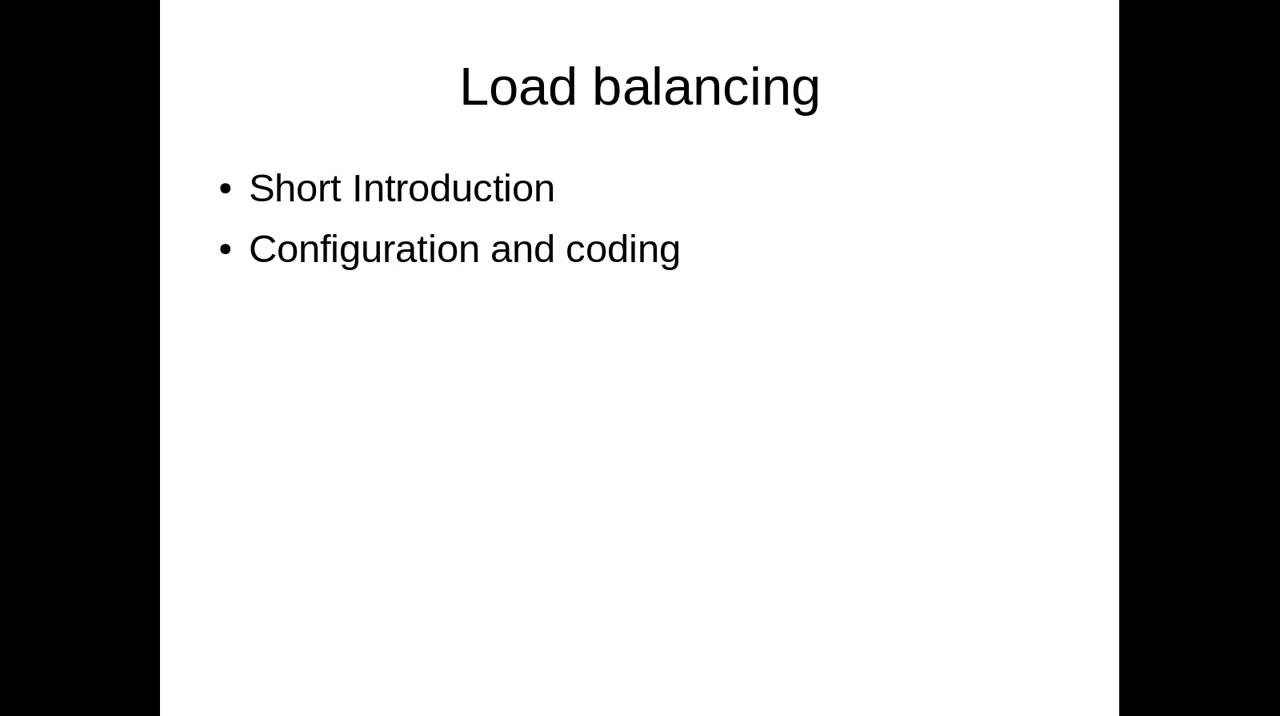 Load balancing
• Short Introduction
• Configuration and coding